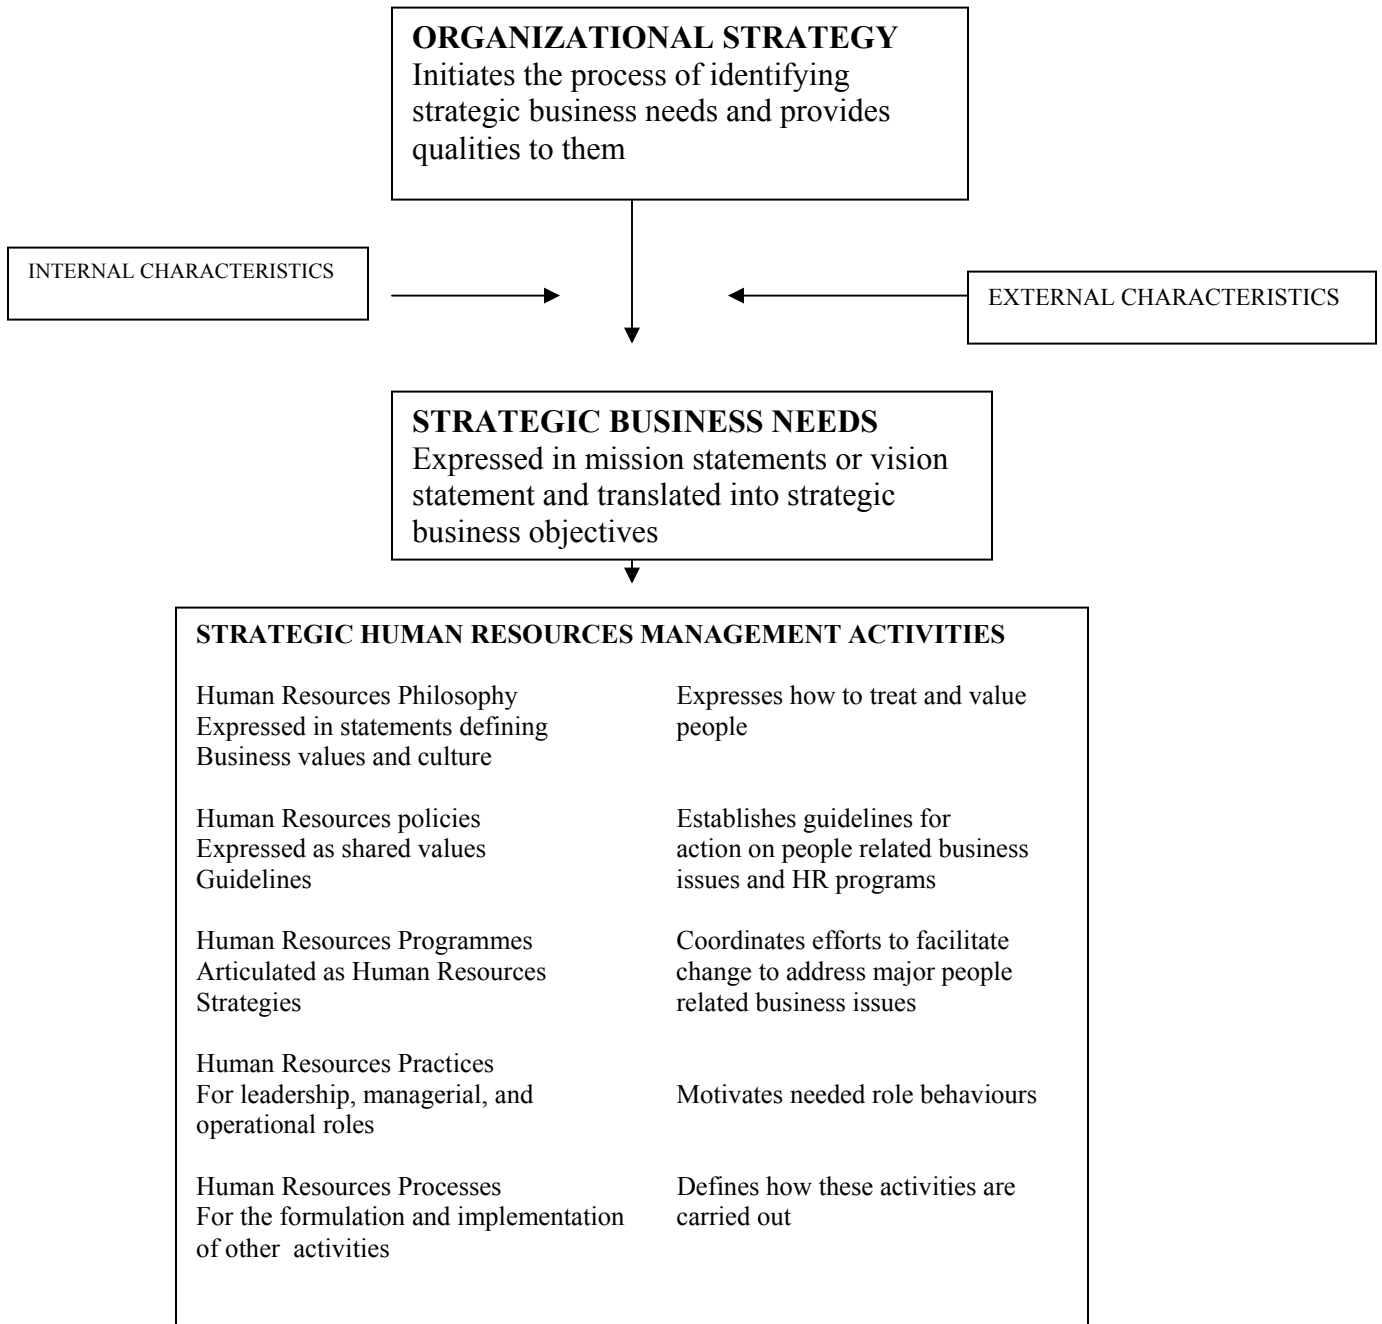 ORGANIZATIONAL STRATEGY
Initiates the process of identifying
strategic business needs and provides
qualities to them
INTERNAL CHARACTERISTICS
EXTERNAL CHARACTERISTICS
STRATEGIC BUSINESS NEEDS
Expressed in mission statements or vision
statement and translated into strategic
business objectives
STRATEGIC HUMAN RESOURCES MANAGEMENT ACTIVITIES
Human Resources Philosophy
Expressed in statements defining
Business values and culture
Expresses how to treat and value
people
Human Resources policies
Expressed as shared values
Guidelines
Establishes guidelines for
action on people related business
issues and HR programs
Human Resources Programmes
Articulated as Human Resources
Strategies
Coordinates efforts to facilitate
change to address major people
related business issues
Human Resources Practices
For leadership, managerial, and
operational roles
Motivates needed role behaviours
Human Resources Processes
For the formulation and implementation
of other activities
Defines how these activities are
carried out